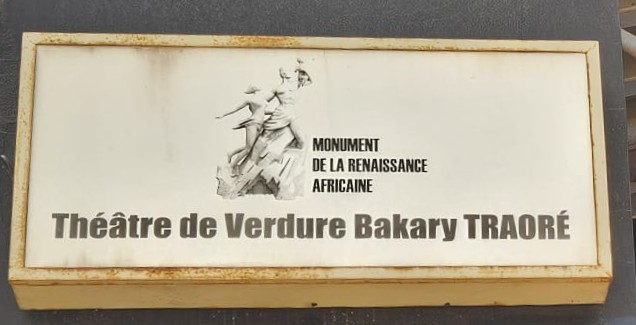 MONUMENT
DE LA RENAISSANCE
AFRICAINE
Théâtre de Verdure Bakary TRAORÉ